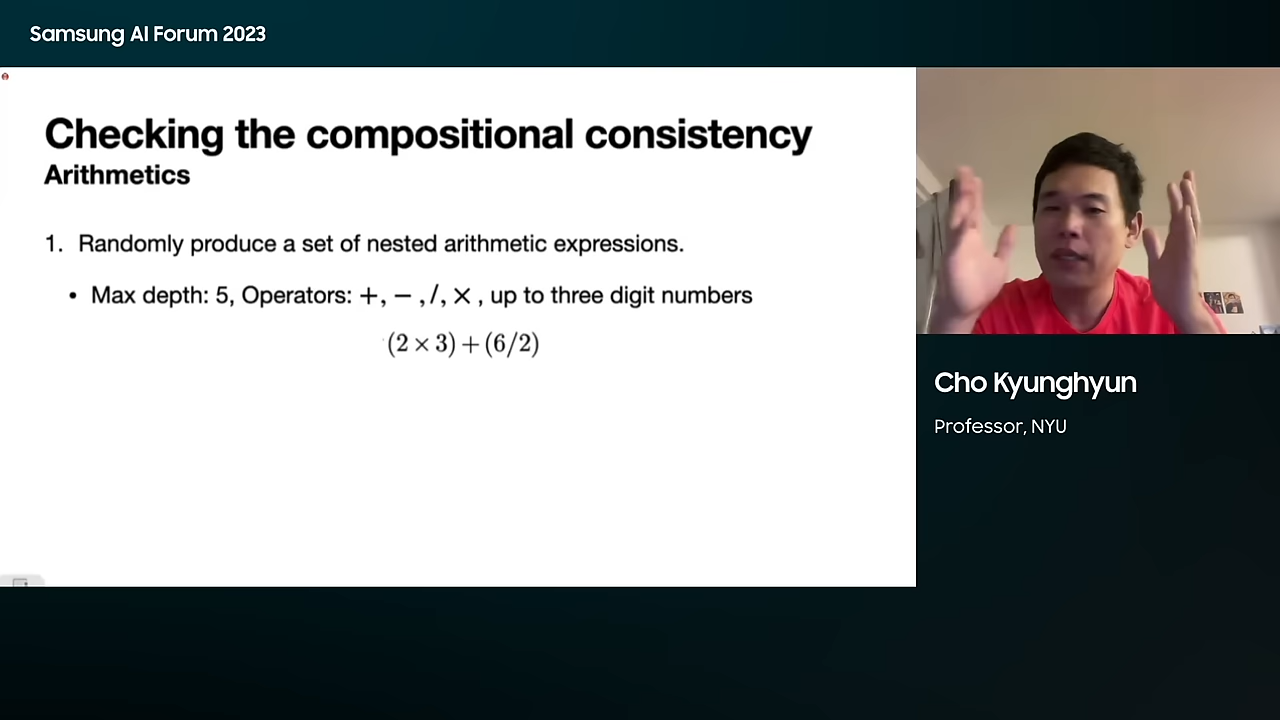 Samsung AI Forum 2023
Checking the compositional consistency
Arithmetics
1. Randomly produce a set of nested arithmetic expressions.
• Max depth: 5, Operators: +, − , /, × , up to three digit numbers
(2 × 3) + (6/2)
Cho Kyunghyun
Professor, NYU